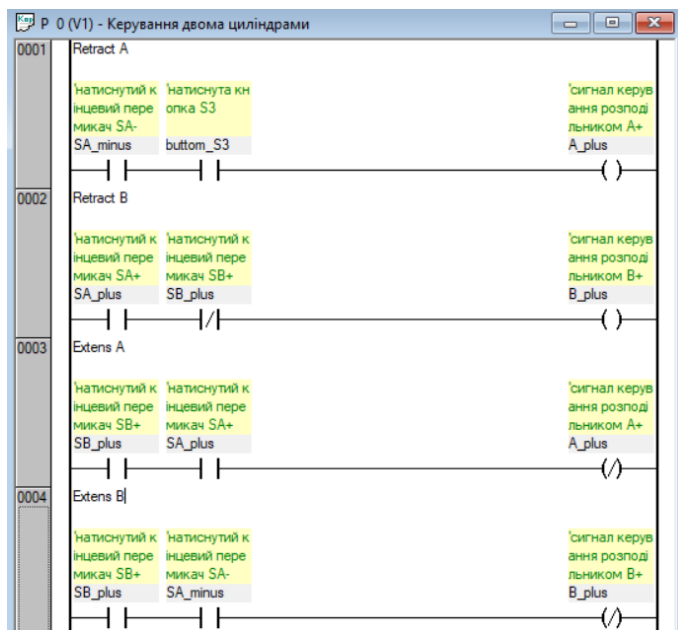 P 0 (V1) - Керування двома циліндрами
0001 Retract A
'натиснутий к 'натиснута кн 'сигнал керув
інцевий пере опка S3 ання розподі
микач SA- льником A+
SA_minus buttom_S3 A_plus
0002 Retract B
'натиснутий к 'натиснутий к 'сигнал керув
інцевий пере інцевий пере ання розподі
микач SA+ микач SB+ льником B+
SA_plus SB_plus B_plus
0003 Extens A
'натиснутий к 'натиснутий к 'сигнал керув
інцевий пере інцевий пере ання розподі
микач SB+ микач SA+ льником A+
SB_plus SA_plus A_plus
0004 Extens B
'натиснутий к 'натиснутий к 'сигнал керув
інцевий пере інцевий пере ання розподі
микач SB+ микач SA- льником B+
SB_plus SA_minus B_plus